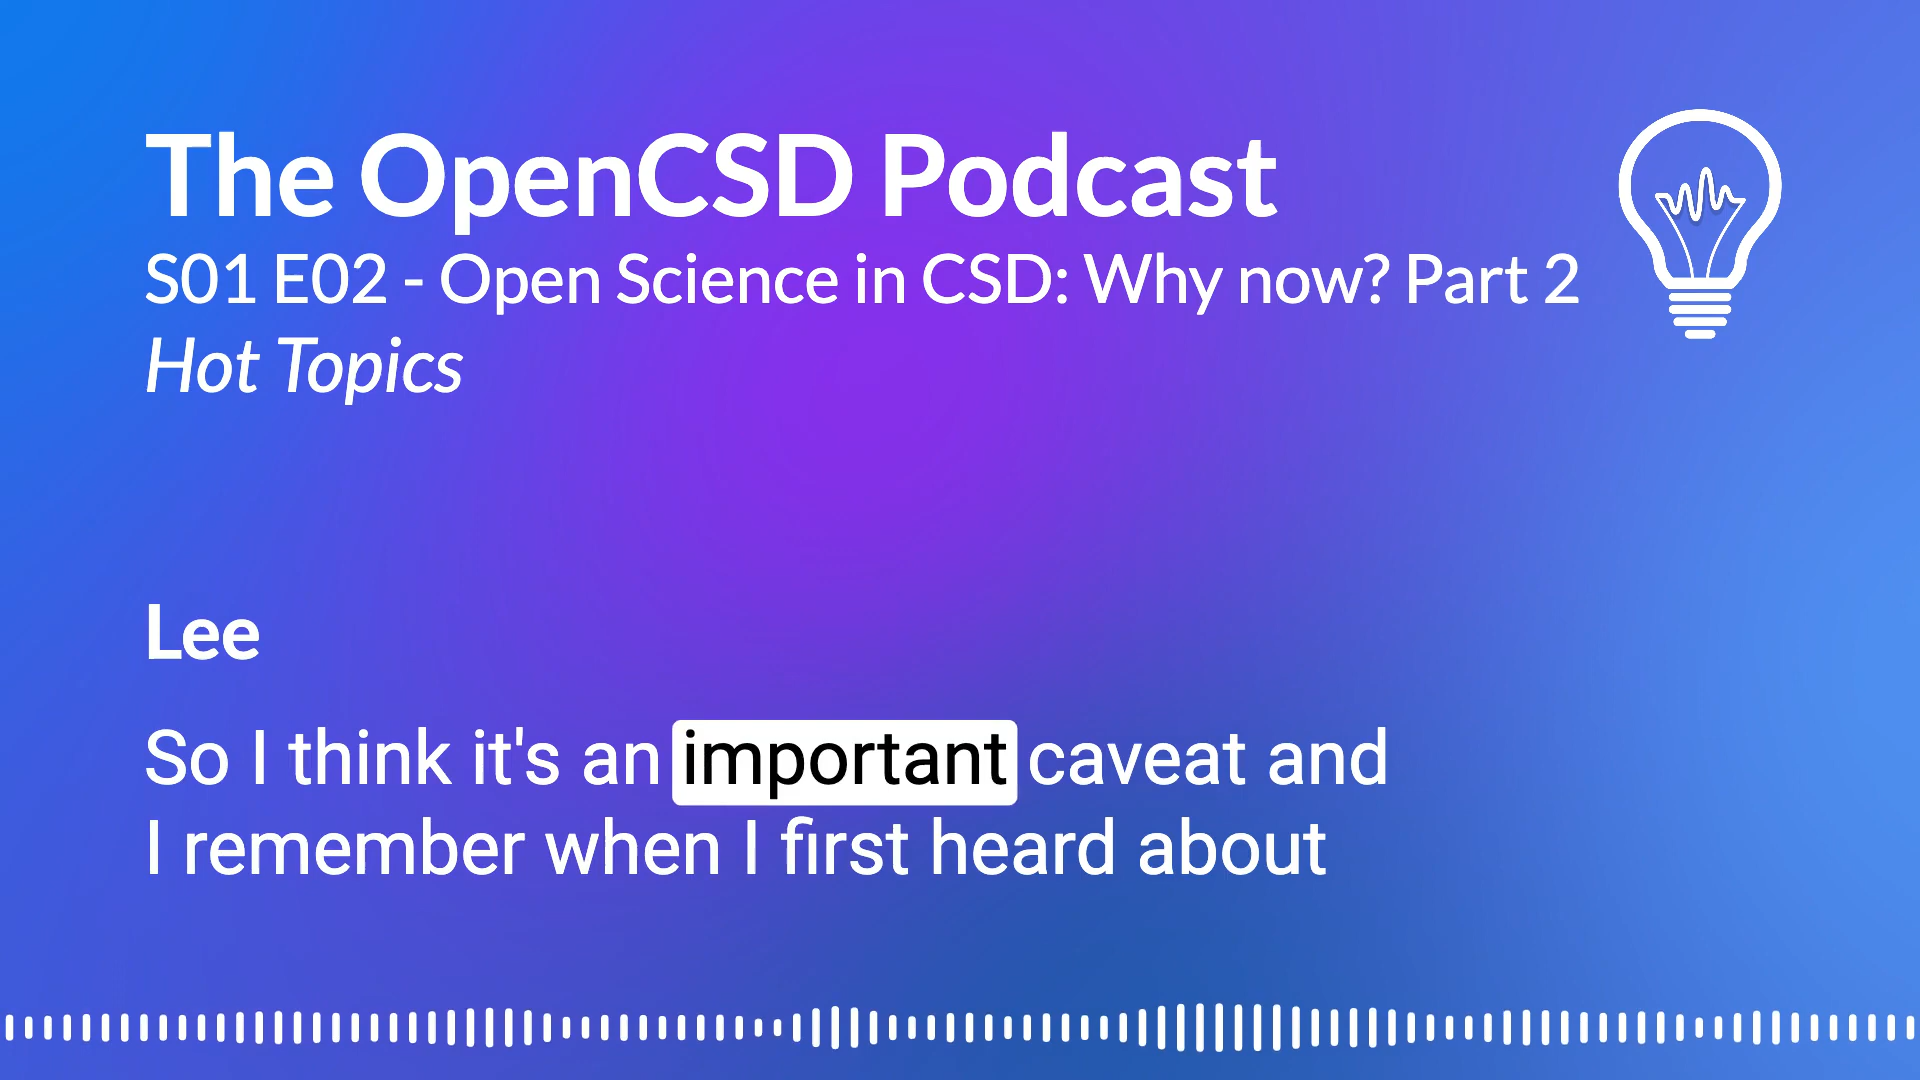 The OpenCSD Podcast
S01 E02 - Open Science in CSD: Why now? Part 2
Hot Topics
Lee
So I think it's an important caveat and
I remember when I first heard about